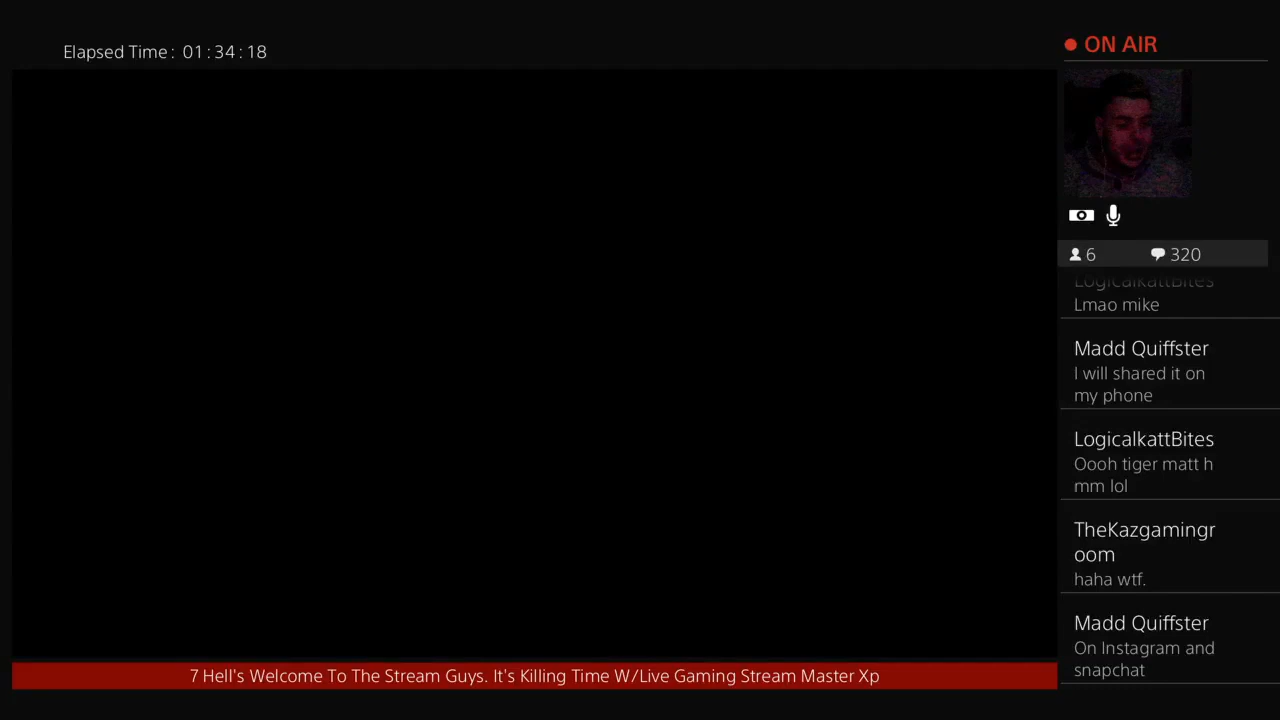 Elapsed Time: 01:34:18
ON AIR
6 320
LogicalkattBites
Lmao mike
Madd Quiffster
I will shared it on
my phone
LogicalkattBites
Oooh tiger matt h
mm lol
TheKazgamingr
oom
haha wtf.
Madd Quiffster
On Instagram and
snapchat
7 Hell's Welcome To The Stream Guys. It's Killing Time W/Live Gaming Stream Master Xp